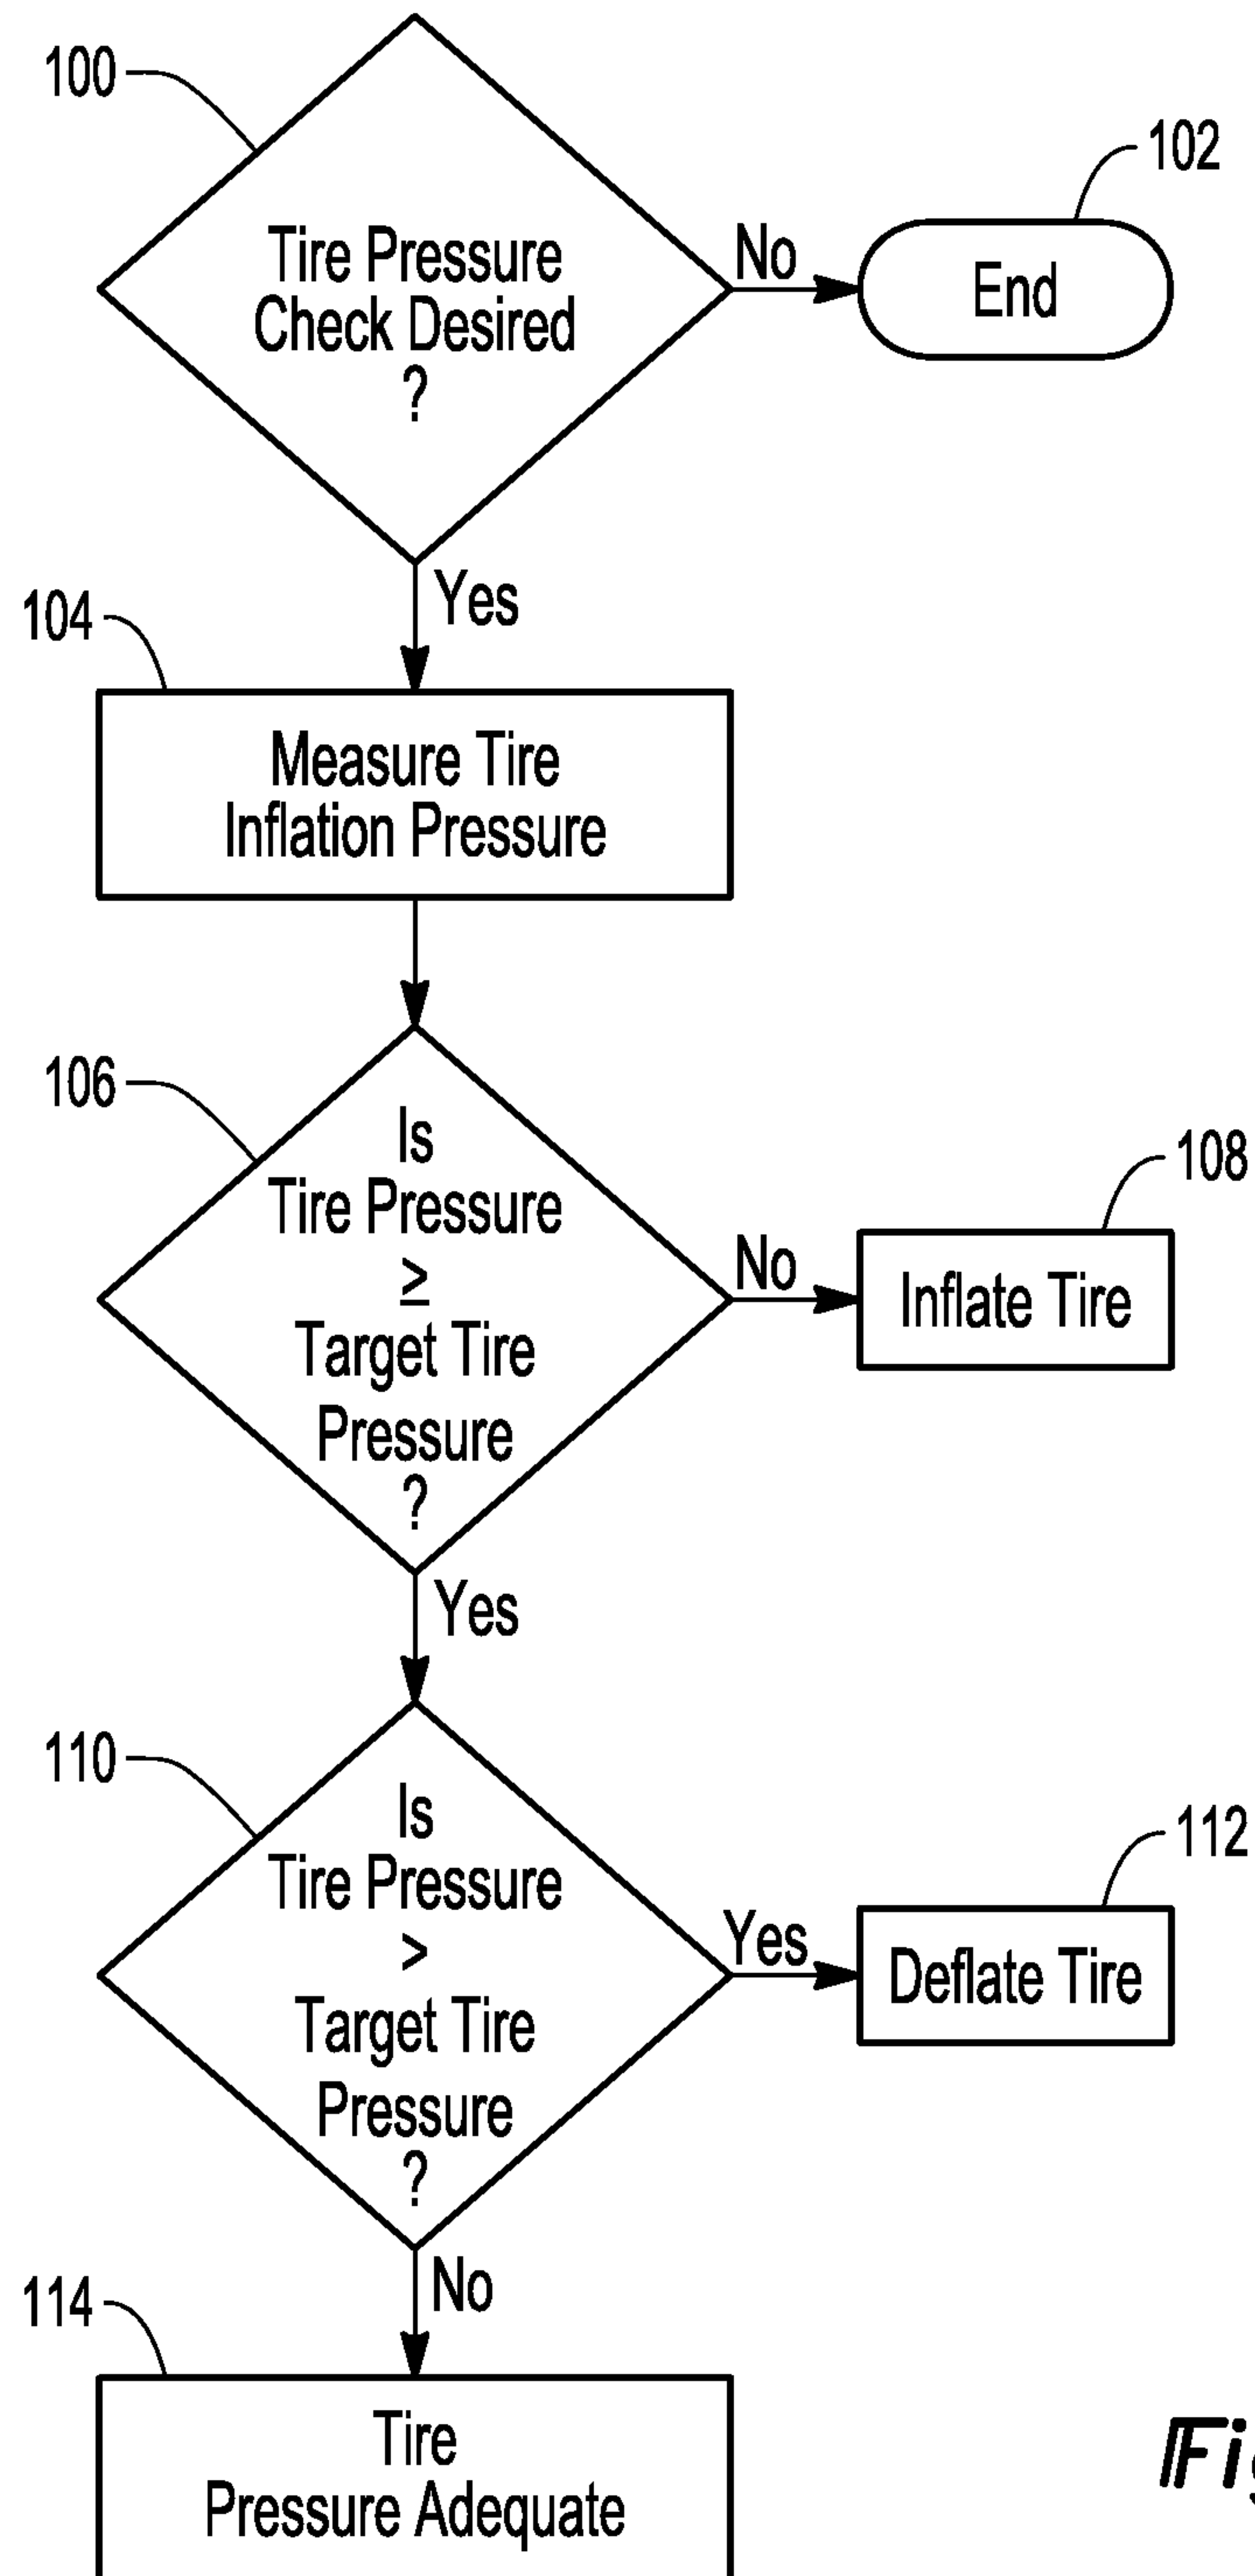 100
Tire Pressure
Check Desired
?
No
102
End
Yes
104
Measure Tire
Inflation Pressure
106
Is
Tire Pressure
≥
Target Tire
Pressure
?
No
108
Inflate Tire
Yes
110
Is
Tire Pressure
>
Target Tire
Pressure
?
Yes
112
Deflate Tire
No
114
Tire
Pressure Adequate